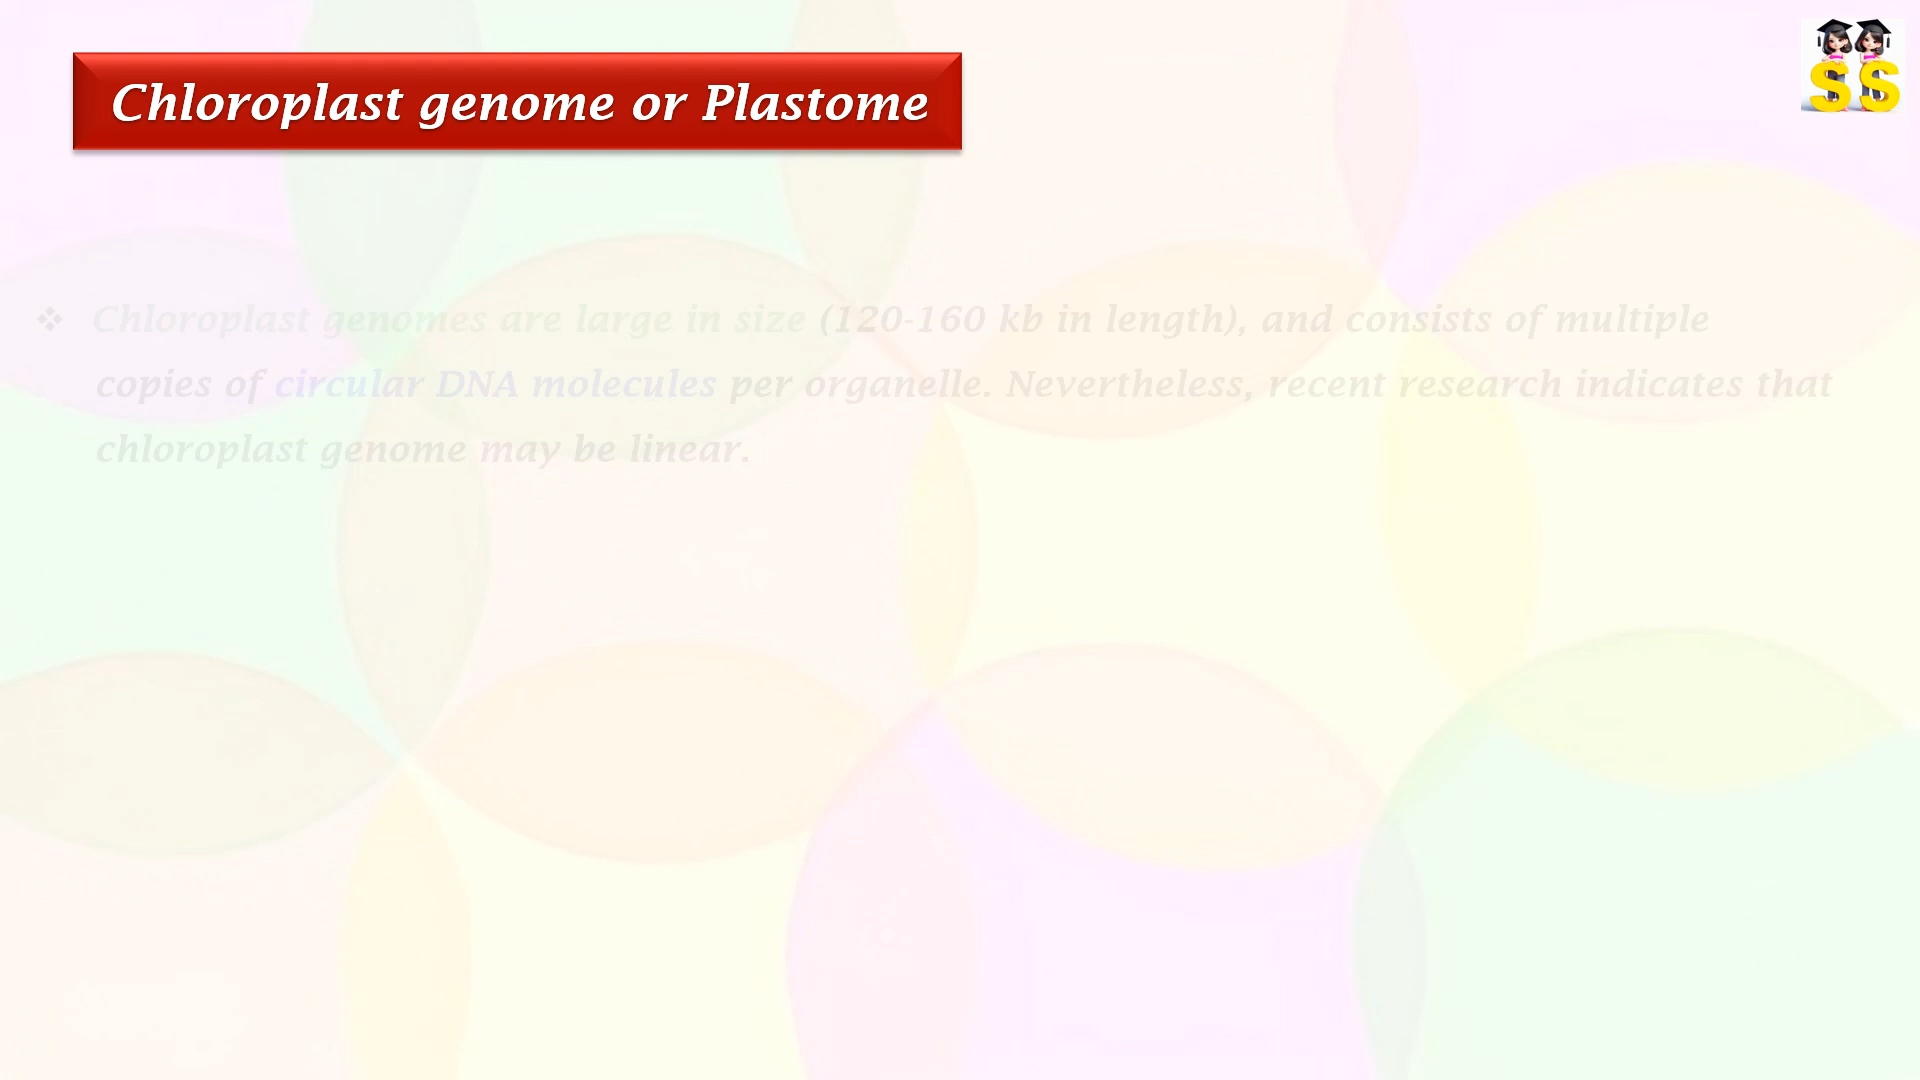 Chloroplast genome or Plastome
SS
❖ Chloroplast genomes are large in size (120-160 kb in length), and consists of multiple
copies of circular DNA molecules per organelle. Nevertheless, recent research indicates that
chloroplast genome may be linear.